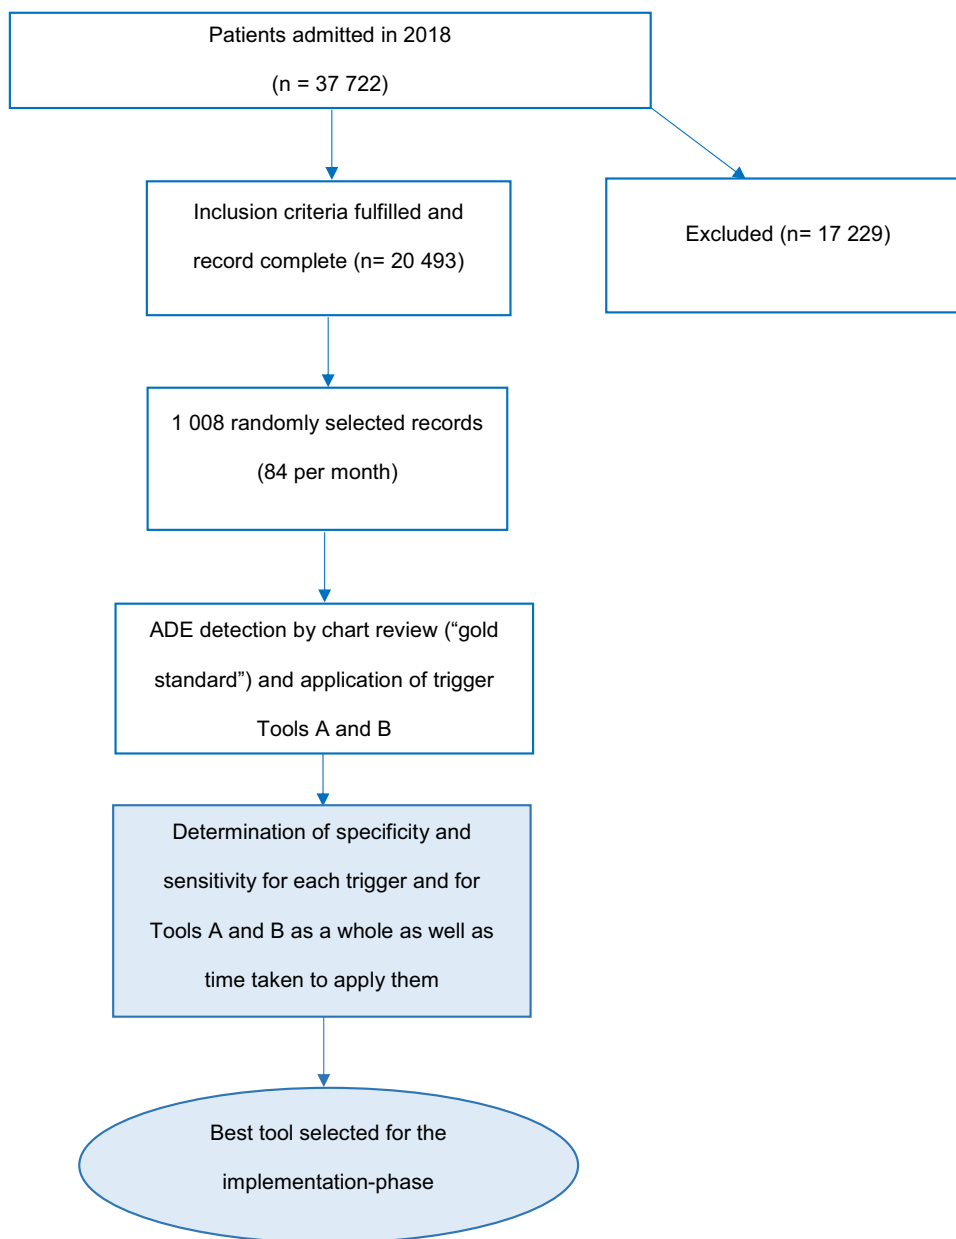 Patients admitted in 2018
(n = 37 722)
Inclusion criteria fulfilled and
record complete (n= 20 493)
Excluded (n= 17 229)
1 008 randomly selected records
(84 per month)
ADE detection by chart review (“gold
standard”) and application of trigger
Tools A and B
Determination of specificity and
sensitivity for each trigger and for
Tools A and B as a whole as well as
time taken to apply them
Best tool selected for the
implementation-phase